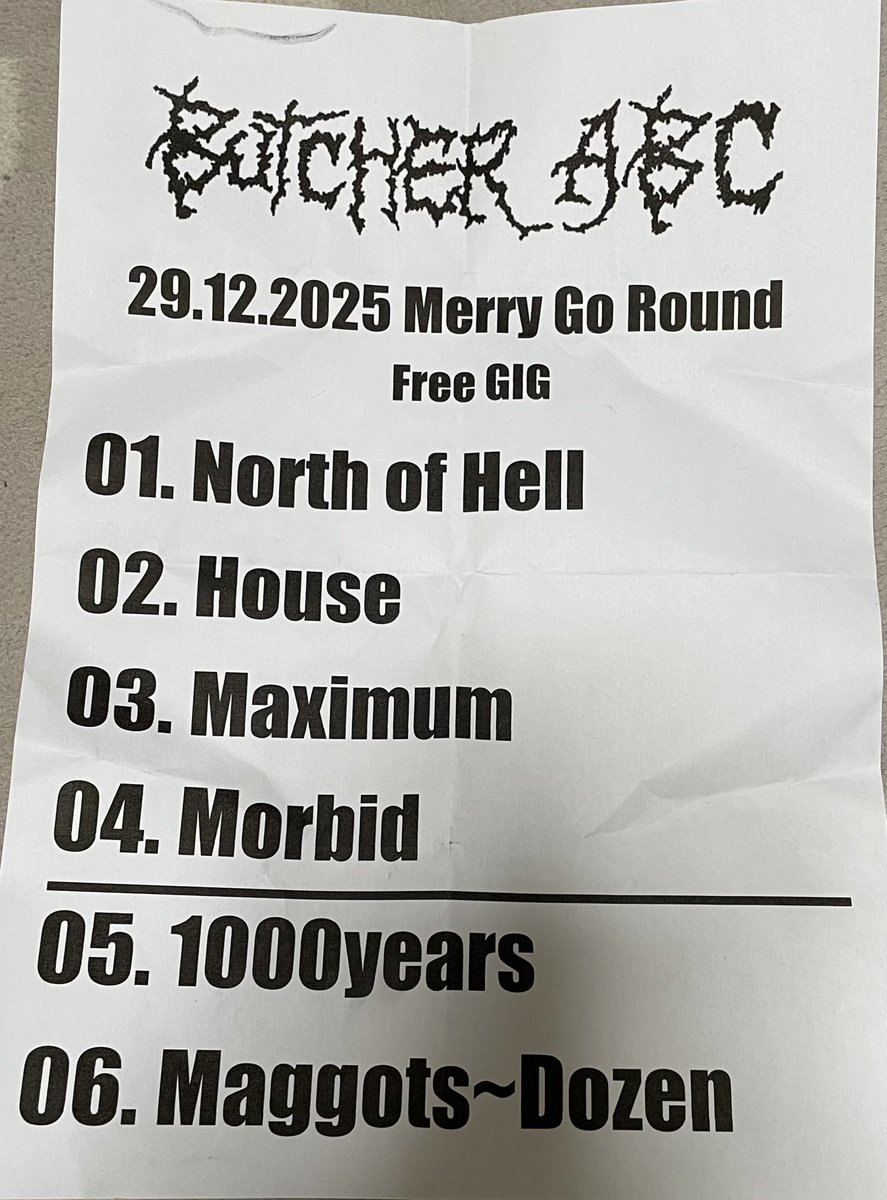 BUTCHER ABC
29.12.2025 Merry Go Round
Free GIG
01. North of Hell
02. House
03. Maximum
04. Morbid
05. 1000years
06. Maggots~Dozen